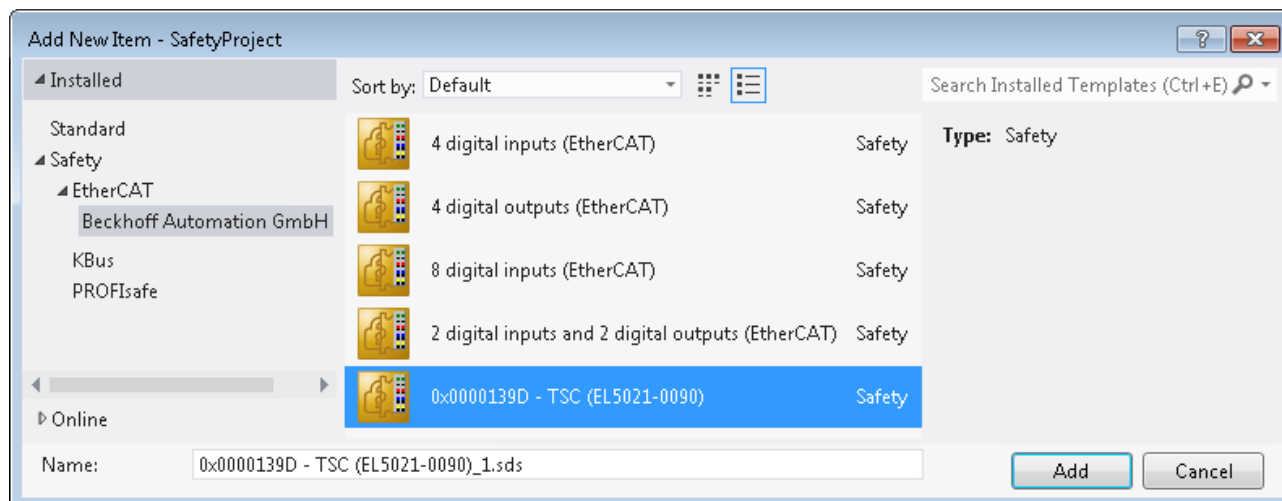 Add New Item - SafetyProject
Installed
Standard
Safety
EtherCAT
Beckhoff Automation GmbH
KBus
PROFIsafe
Online
Sort by: Default
4 digital inputs (EtherCAT) Safety
4 digital outputs (EtherCAT) Safety
8 digital inputs (EtherCAT) Safety
2 digital inputs and 2 digital outputs (EtherCAT) Safety
0x0000139D - TSC (EL5021-0090) Safety
Search Installed Templates (Ctrl+E)
Type: Safety
Name: 0x0000139D - TSC (EL5021-0090)_1.sds
Add Cancel